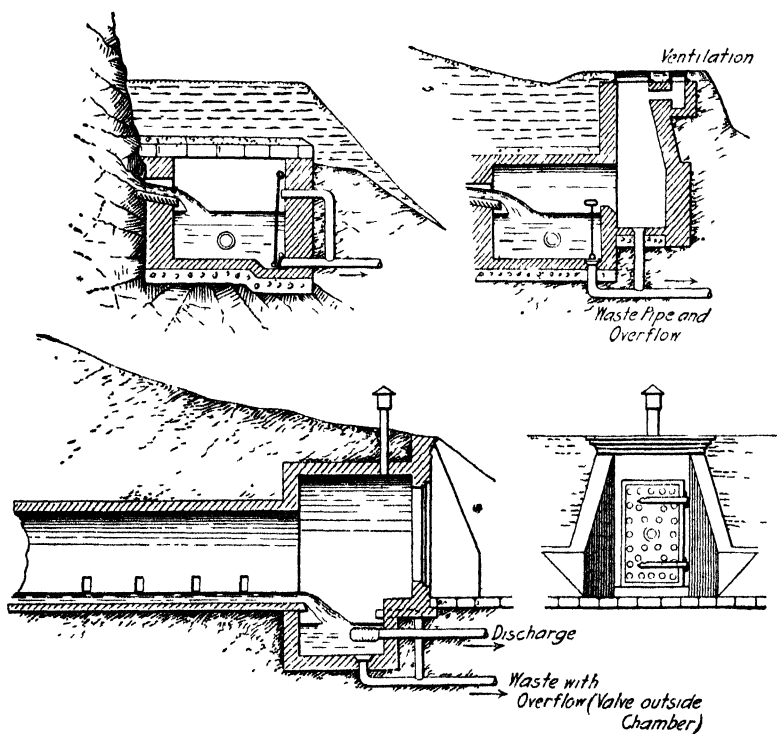 Ventilation
Waste Pipe and
Overflow
Discharge
Waste with
Overflow (Valve outside
Chamber)